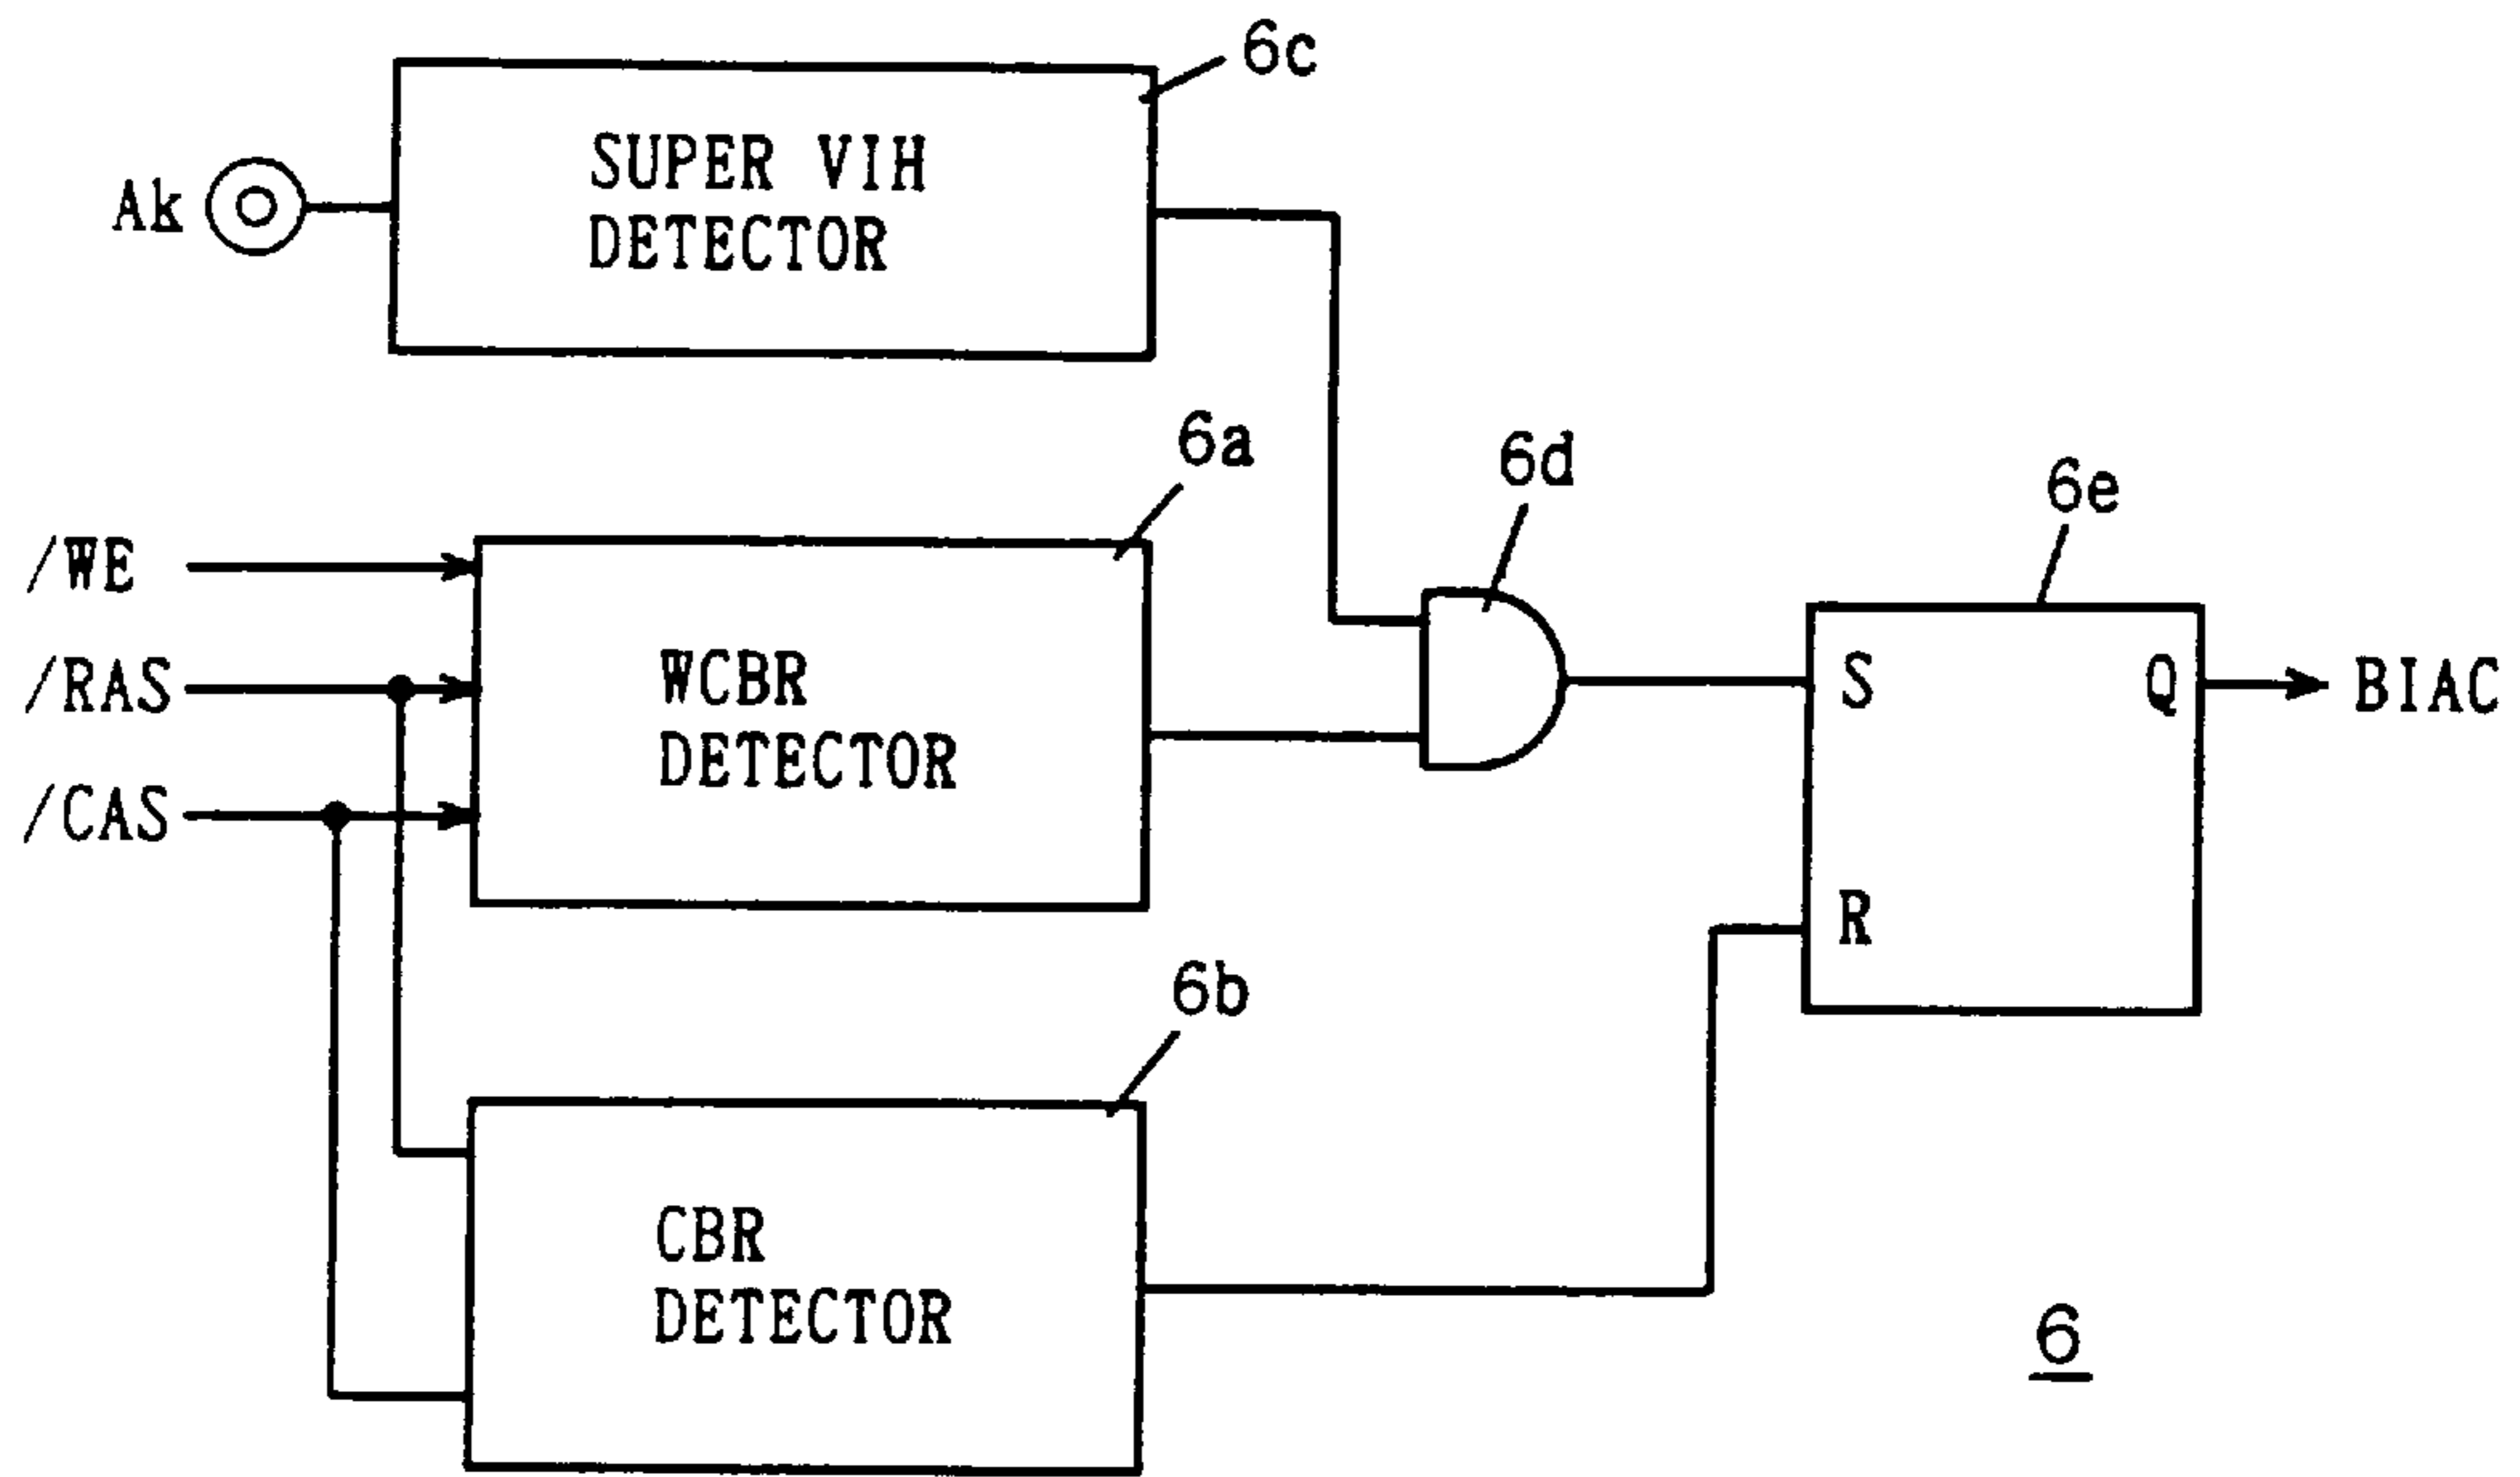 6c
SUPER VIH
DETECTOR
Ak
6a
6d
6e
/WE
/RAS
/CAS
WCBR
DETECTOR
S
Q
BIAC
R
6b
CBR
DETECTOR
6